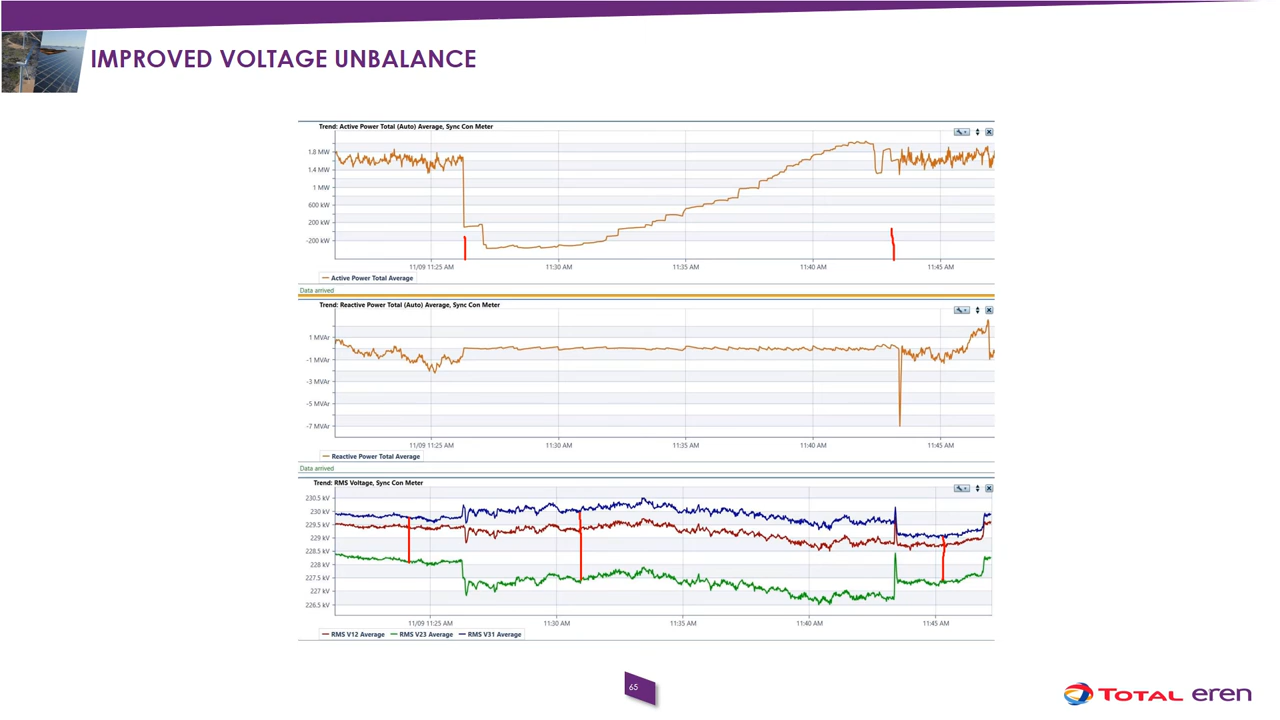 IMPROVED VOLTAGE UNBALANCE
Trend: Active Power Total (Auto) Average, Sync Con Meter
1.8 MW
1.4 MW
1 MW
600 kW
200 kW
-200 kW
11/09 11:25 AM 11:30 AM 11:35 AM 11:40 AM 11:45 AM
Active Power Total Average
Data arrived
Trend: Reactive Power Total (Auto) Average, Sync Con Meter
1 MVAr
-1 MVAr
-3 MVAr
-5 MVAr
-7 MVAr
11/09 11:25 AM 11:30 AM 11:35 AM 11:40 AM 11:45 AM
Reactive Power Total Average
Data arrived
Trend: RMS Voltage, Sync Con Meter
230.5 kV
230 kV
229.5 kV
229 kV
228.5 kV
228 kV
227.5 kV
227 kV
226.5 kV
11/09 11:25 AM 11:30 AM 11:35 AM 11:40 AM 11:45 AM
RMS V12 Average RMS V23 Average RMS V31 Average
65
TOTAL eren